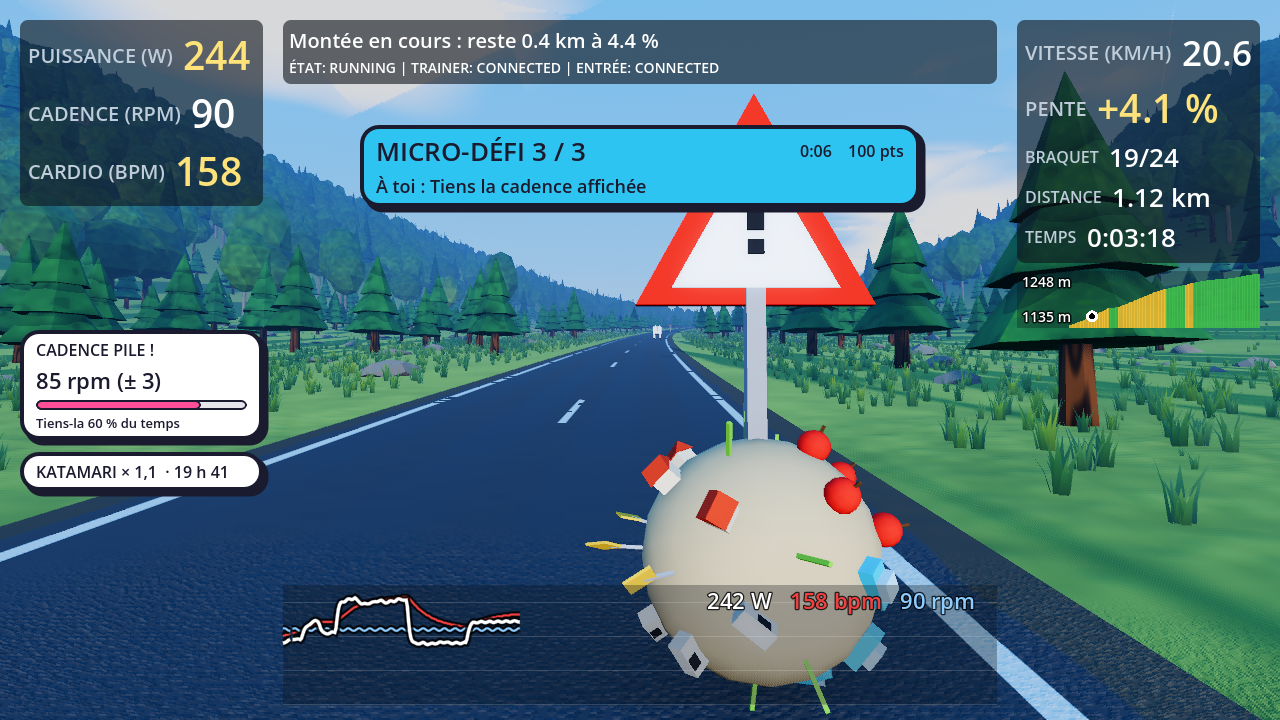 PUISSANCE (W) 244
CADENCE (RPM) 90
CARDIO (BPM) 158
Montée en cours : reste 0.4 km à 4.4 %
ÉTAT: RUNNING | TRAINER: CONNECTED | ENTRÉE: CONNECTED
MICRO-DÉFI 3 / 3 0:06 100 pts
À toi : Tiens la cadence affichée
VITESSE (KM/H) 20.6
PENTE +4.1 %
BRAQUET 19/24
DISTANCE 1.12 km
TEMPS 0:03:18
1248 m
1135 m
CADENCE PILE !
85 rpm (± 3)
Tiens-la 60 % du temps
KATAMARI × 1,1 · 19 h 41
242 W 158 bpm 90 rpm